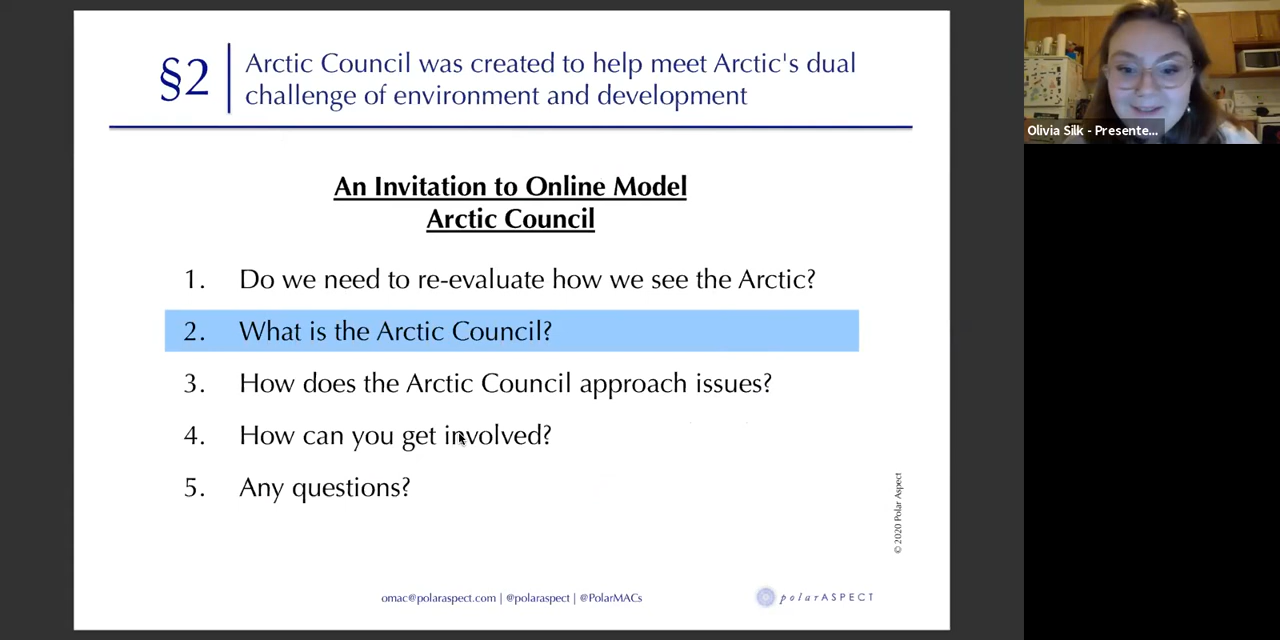 §2
Arctic Council was created to help meet Arctic's dual
challenge of environment and development
An Invitation to Online Model
Arctic Council
1. Do we need to re-evaluate how we see the Arctic?
2. What is the Arctic Council?
3. How does the Arctic Council approach issues?
4. How can you get involved?
5. Any questions?
© 2020 Polar Aspect
omac@polaraspect.com | @polaraspect | @PolarMACs
polarASPECT
Olivia Silk - Presente...